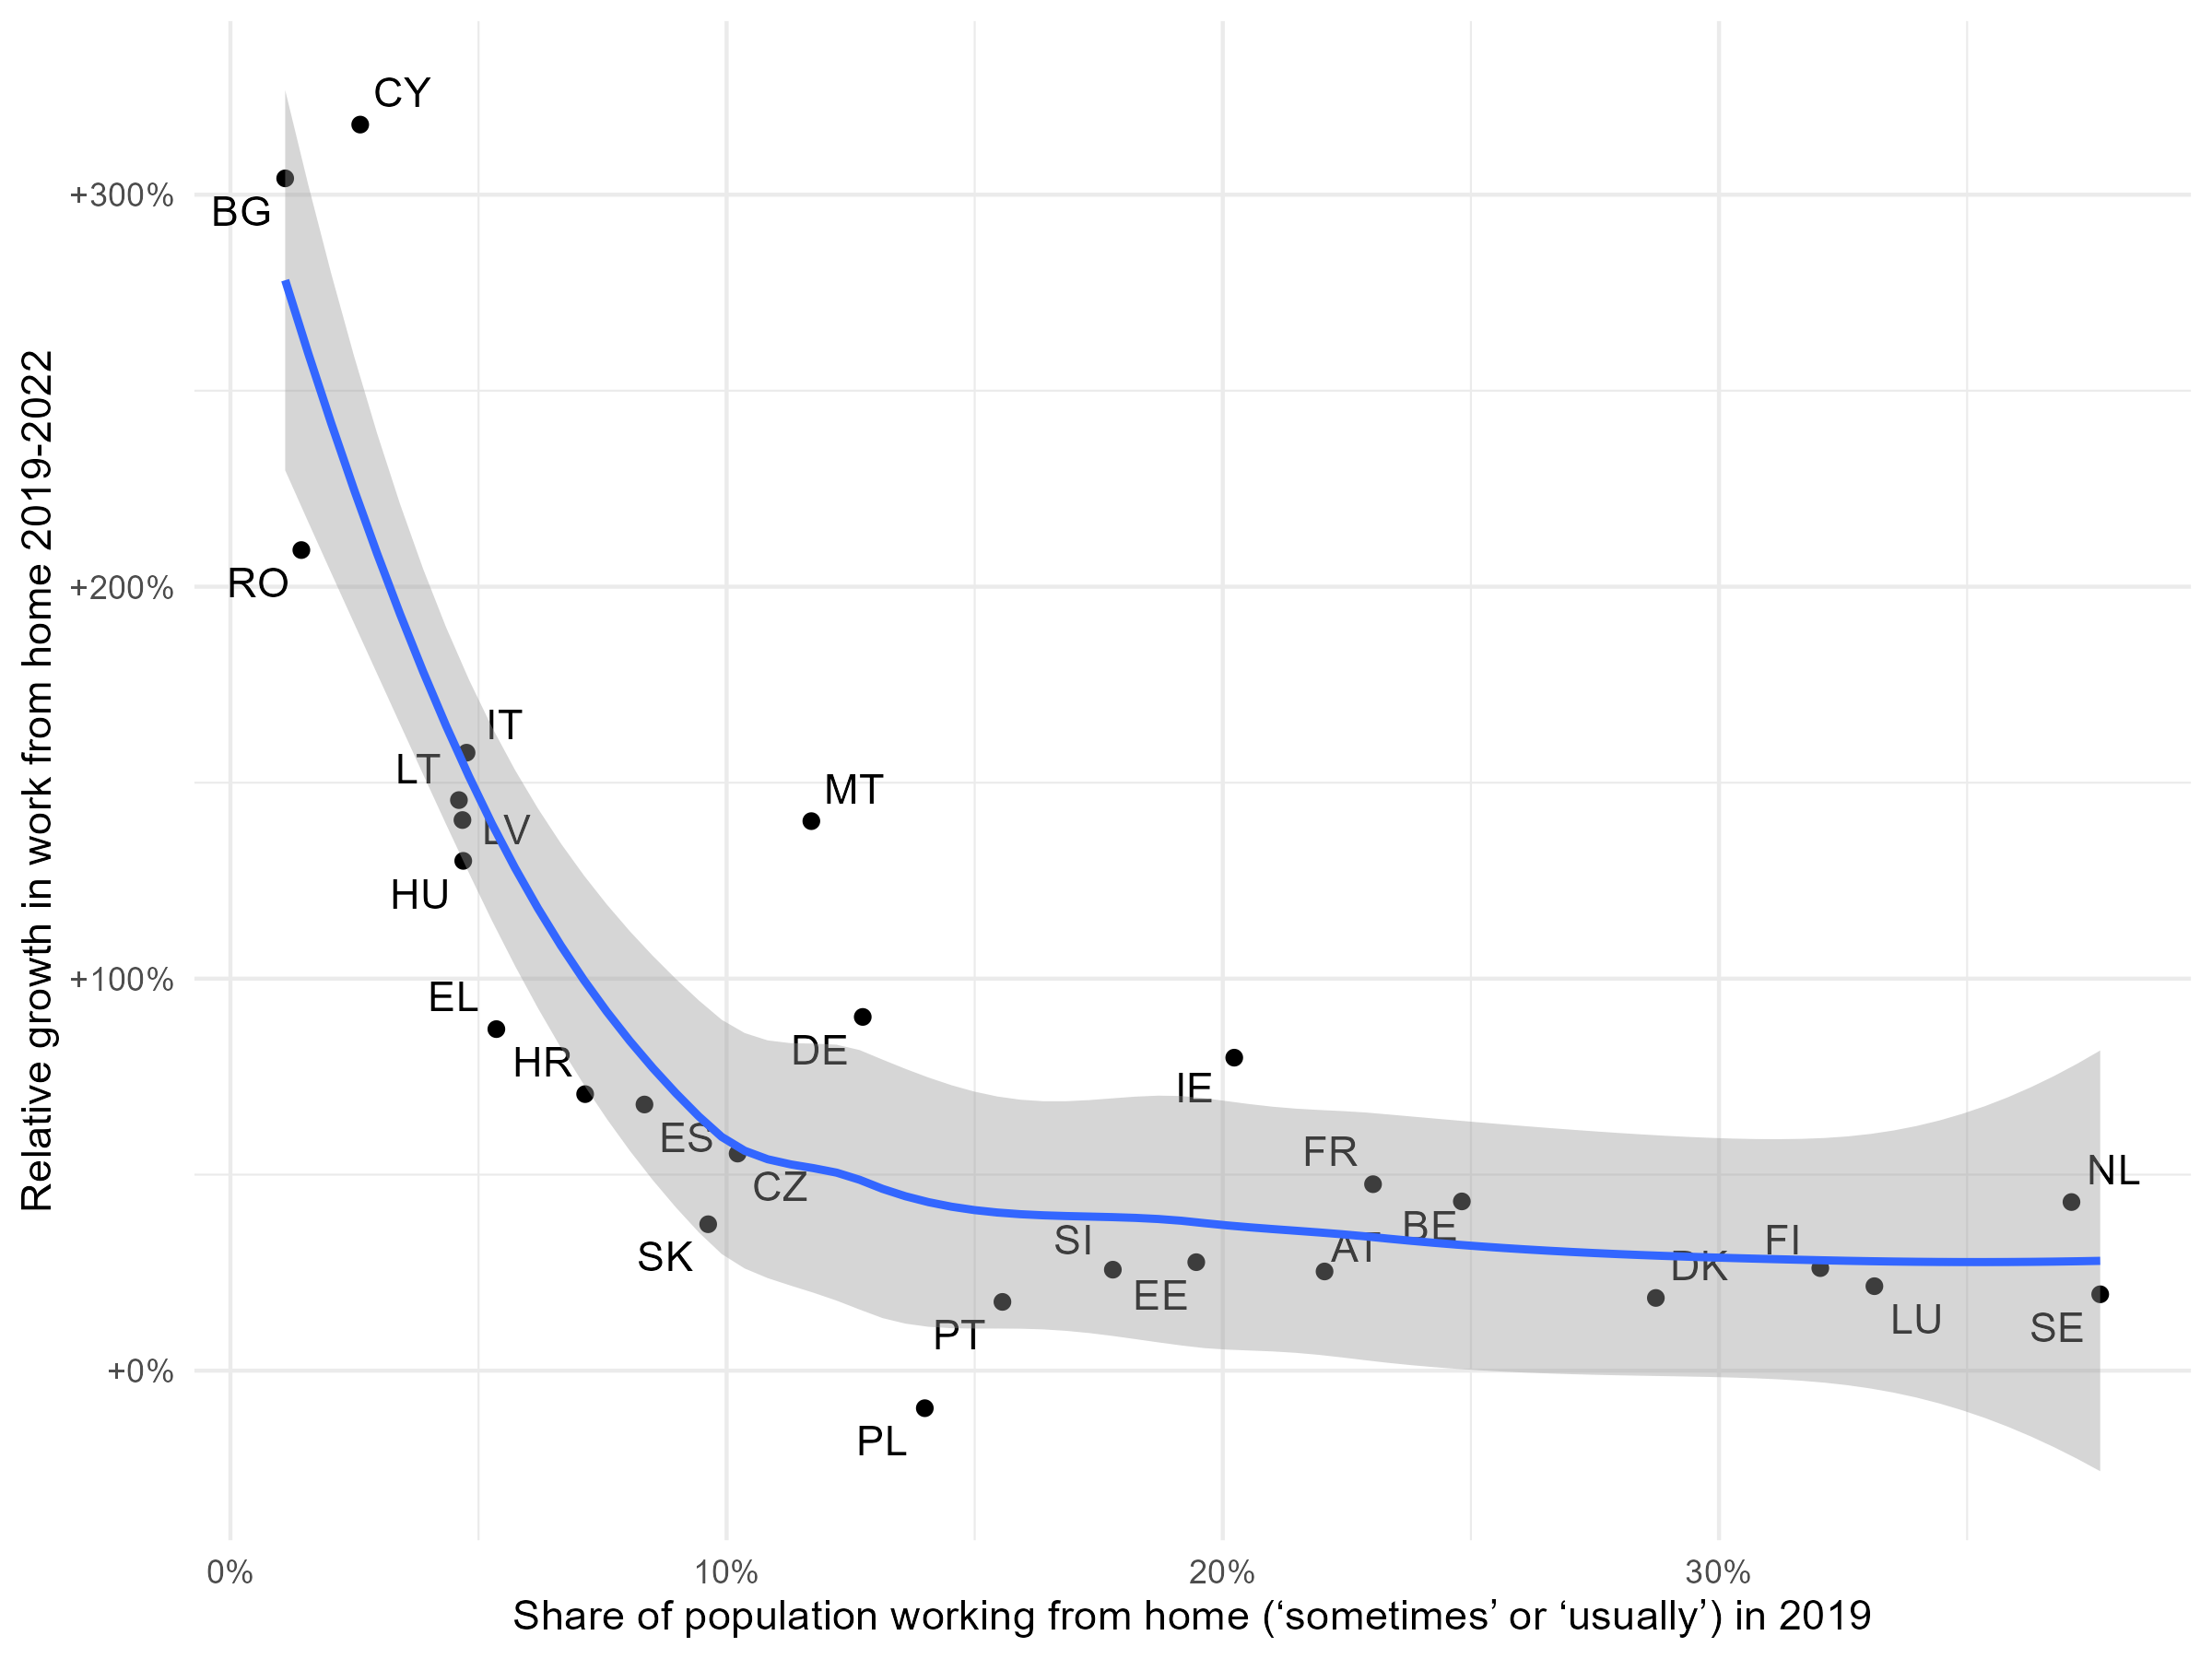 CY
+300%
BG
+200%
RO
IT
LT
MT
LV
HU
+100%
EL
HR
DE
IE
ES
CZ
FR
NL
SK
SI
BE
AT
FI
DK
EE
PT
LU
SE
+0%
PL
0%
10%
20%
30%
Relative growth in work from home 2019-2022
Share of population working from home (‘sometimes’ or ‘usually’) in 2019